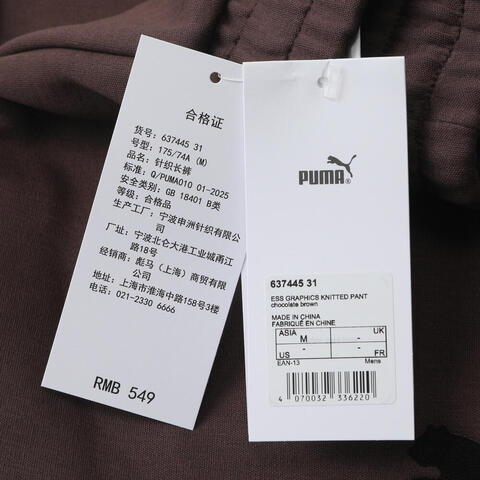 合格证
货号: 637445 31
号型: 175/74A (M)
品名: 针织长裤
标准: Q/PUMA010 01-2025
安全类别: GB 18401 B类
等级: 合格品
生产工厂: 宁波申洲针织有限
公司
厂址: 宁波北仑大港工业城甬江
路18号
经销商: 彪马(上海)商贸有限
公司
地址: 上海市淮海中路158号3楼
电话: 021-2330 6666
RMB 549
PUMA
637445 31
ESS GRAPHICS KNITTED PANT
chocolate brown
MADE IN CHINA
FABRIQUÉ EN CHINE
ASIA M - UK
US - - FR
EAN-13 Mens
4 070032 336220